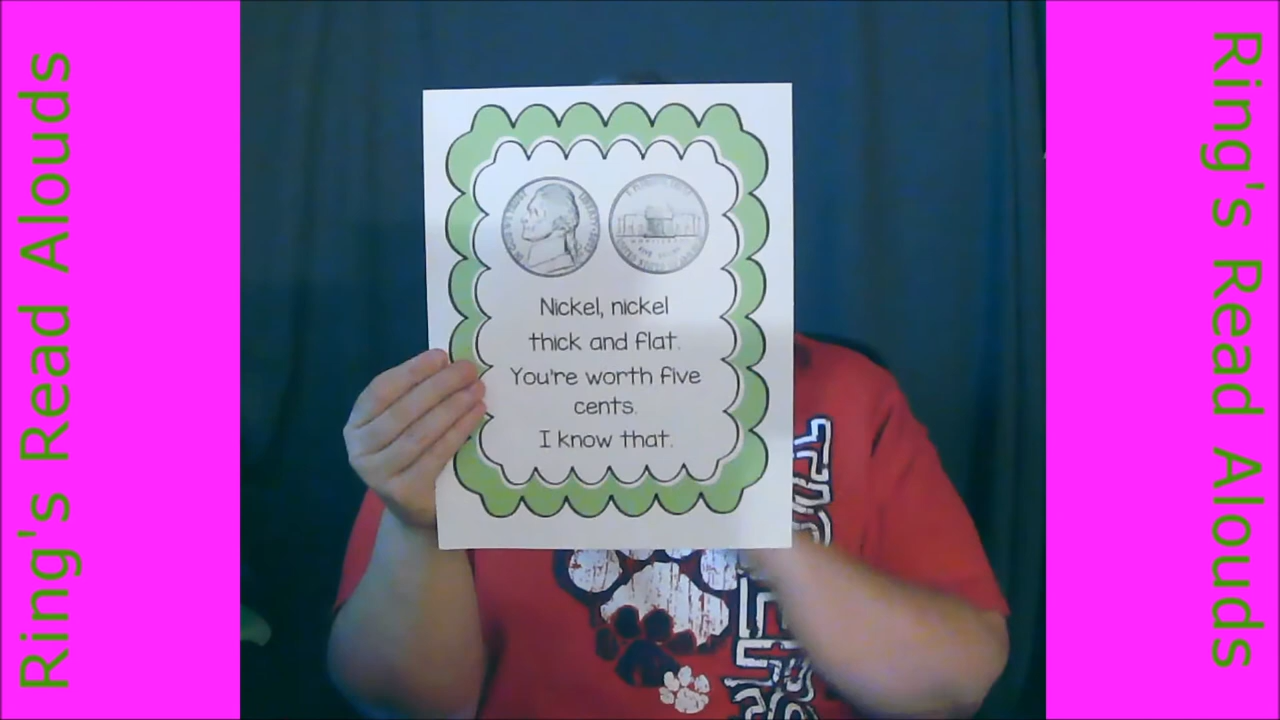 Ring's Read Alouds
Nickel, nickel
thick and flat.
You're worth five
cents.
I know that.
Ring's Read Alouds